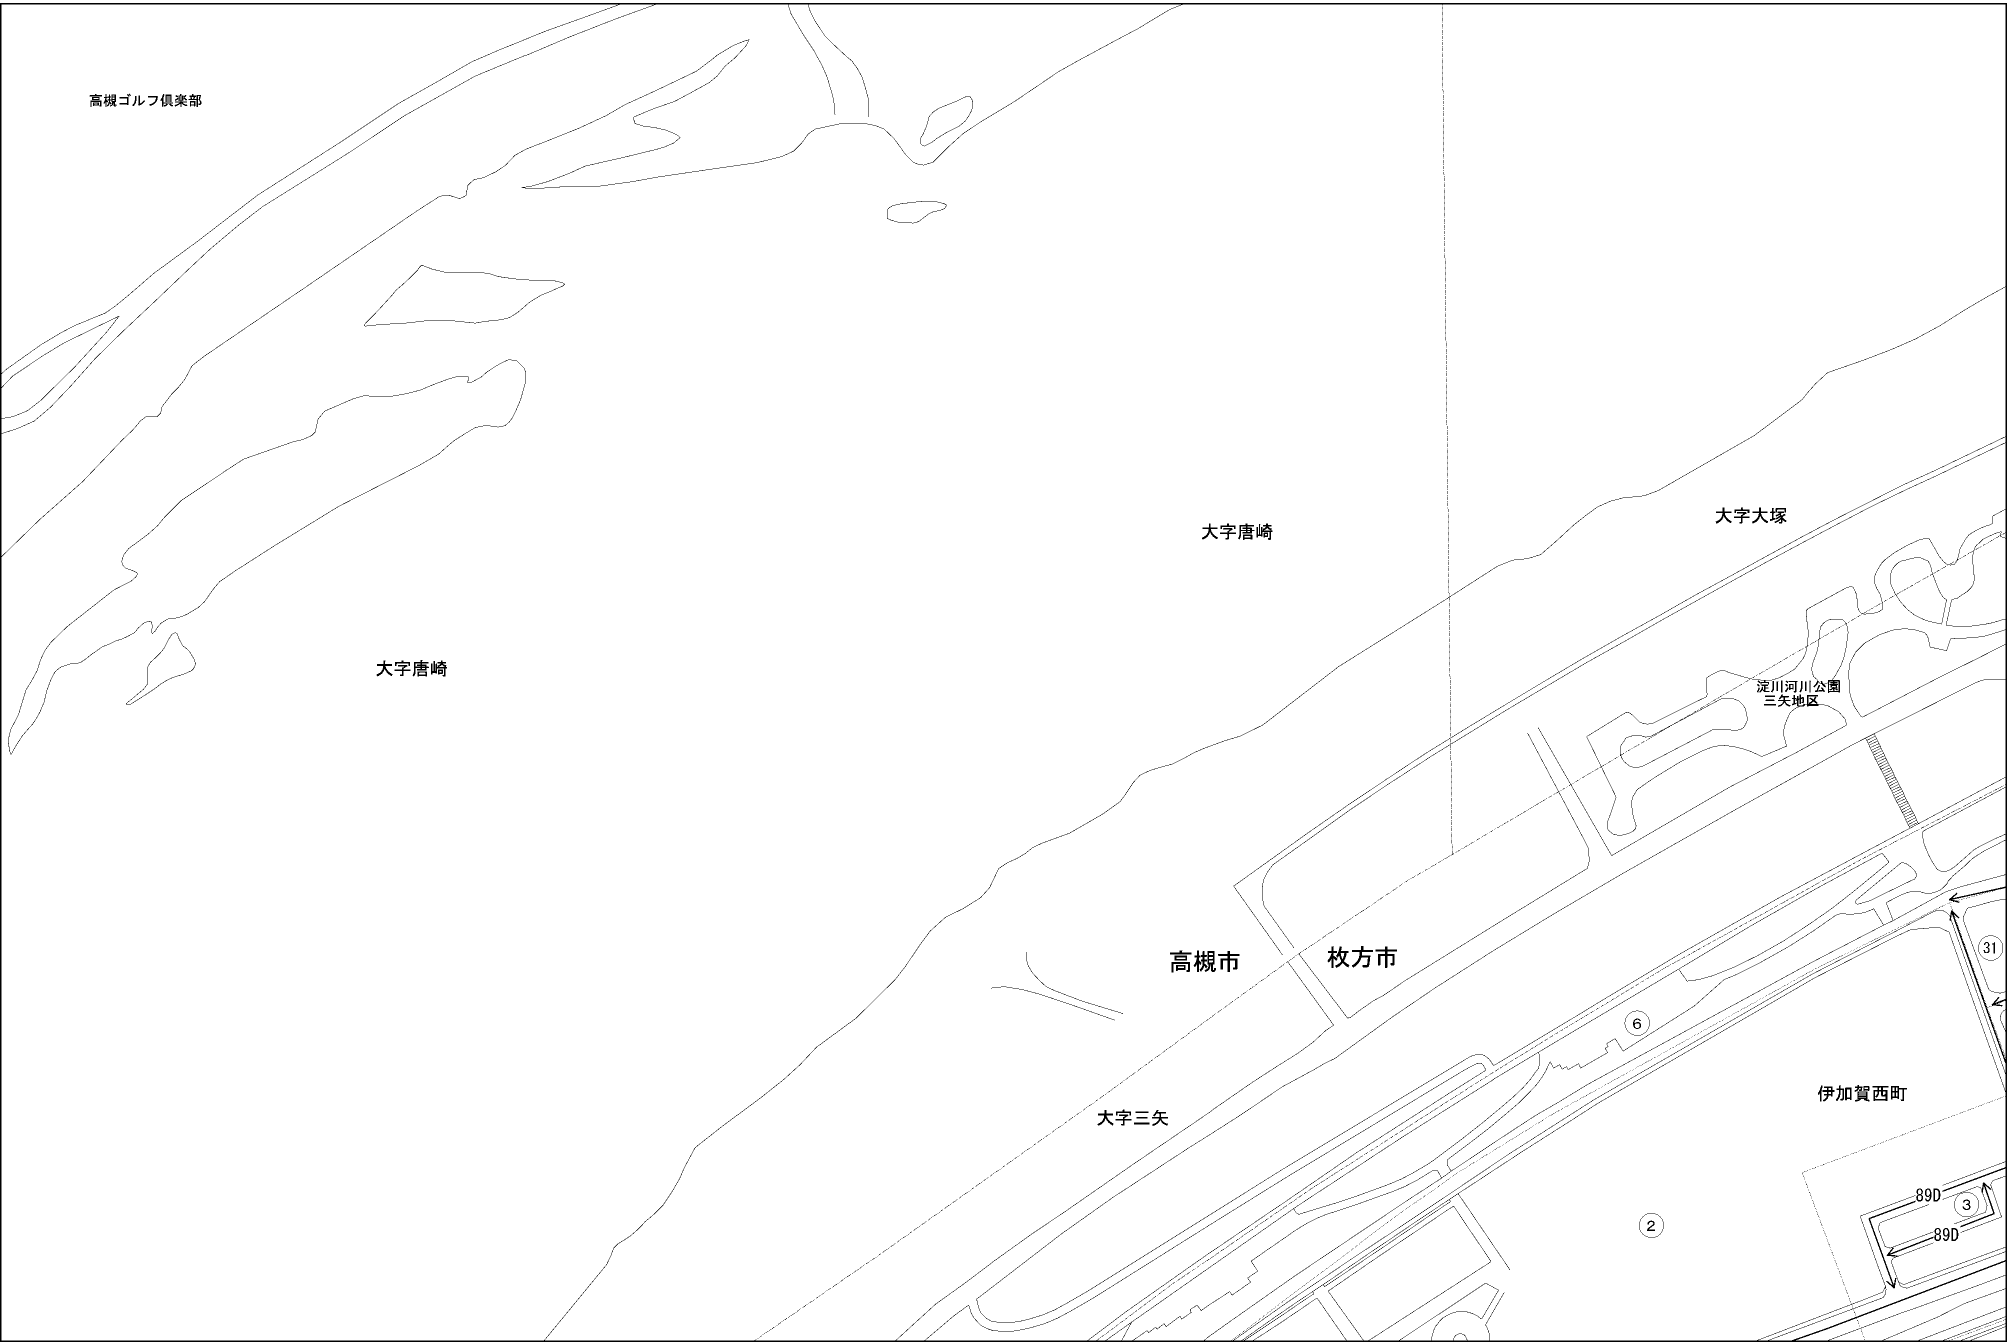 高槻ゴルフ倶楽部
大字唐崎
大字大塚
大字唐崎
淀川河川公園
三矢地区
高槻市
枚方市
31
6
伊加賀西町
大字三矢
89D
3
2
89D